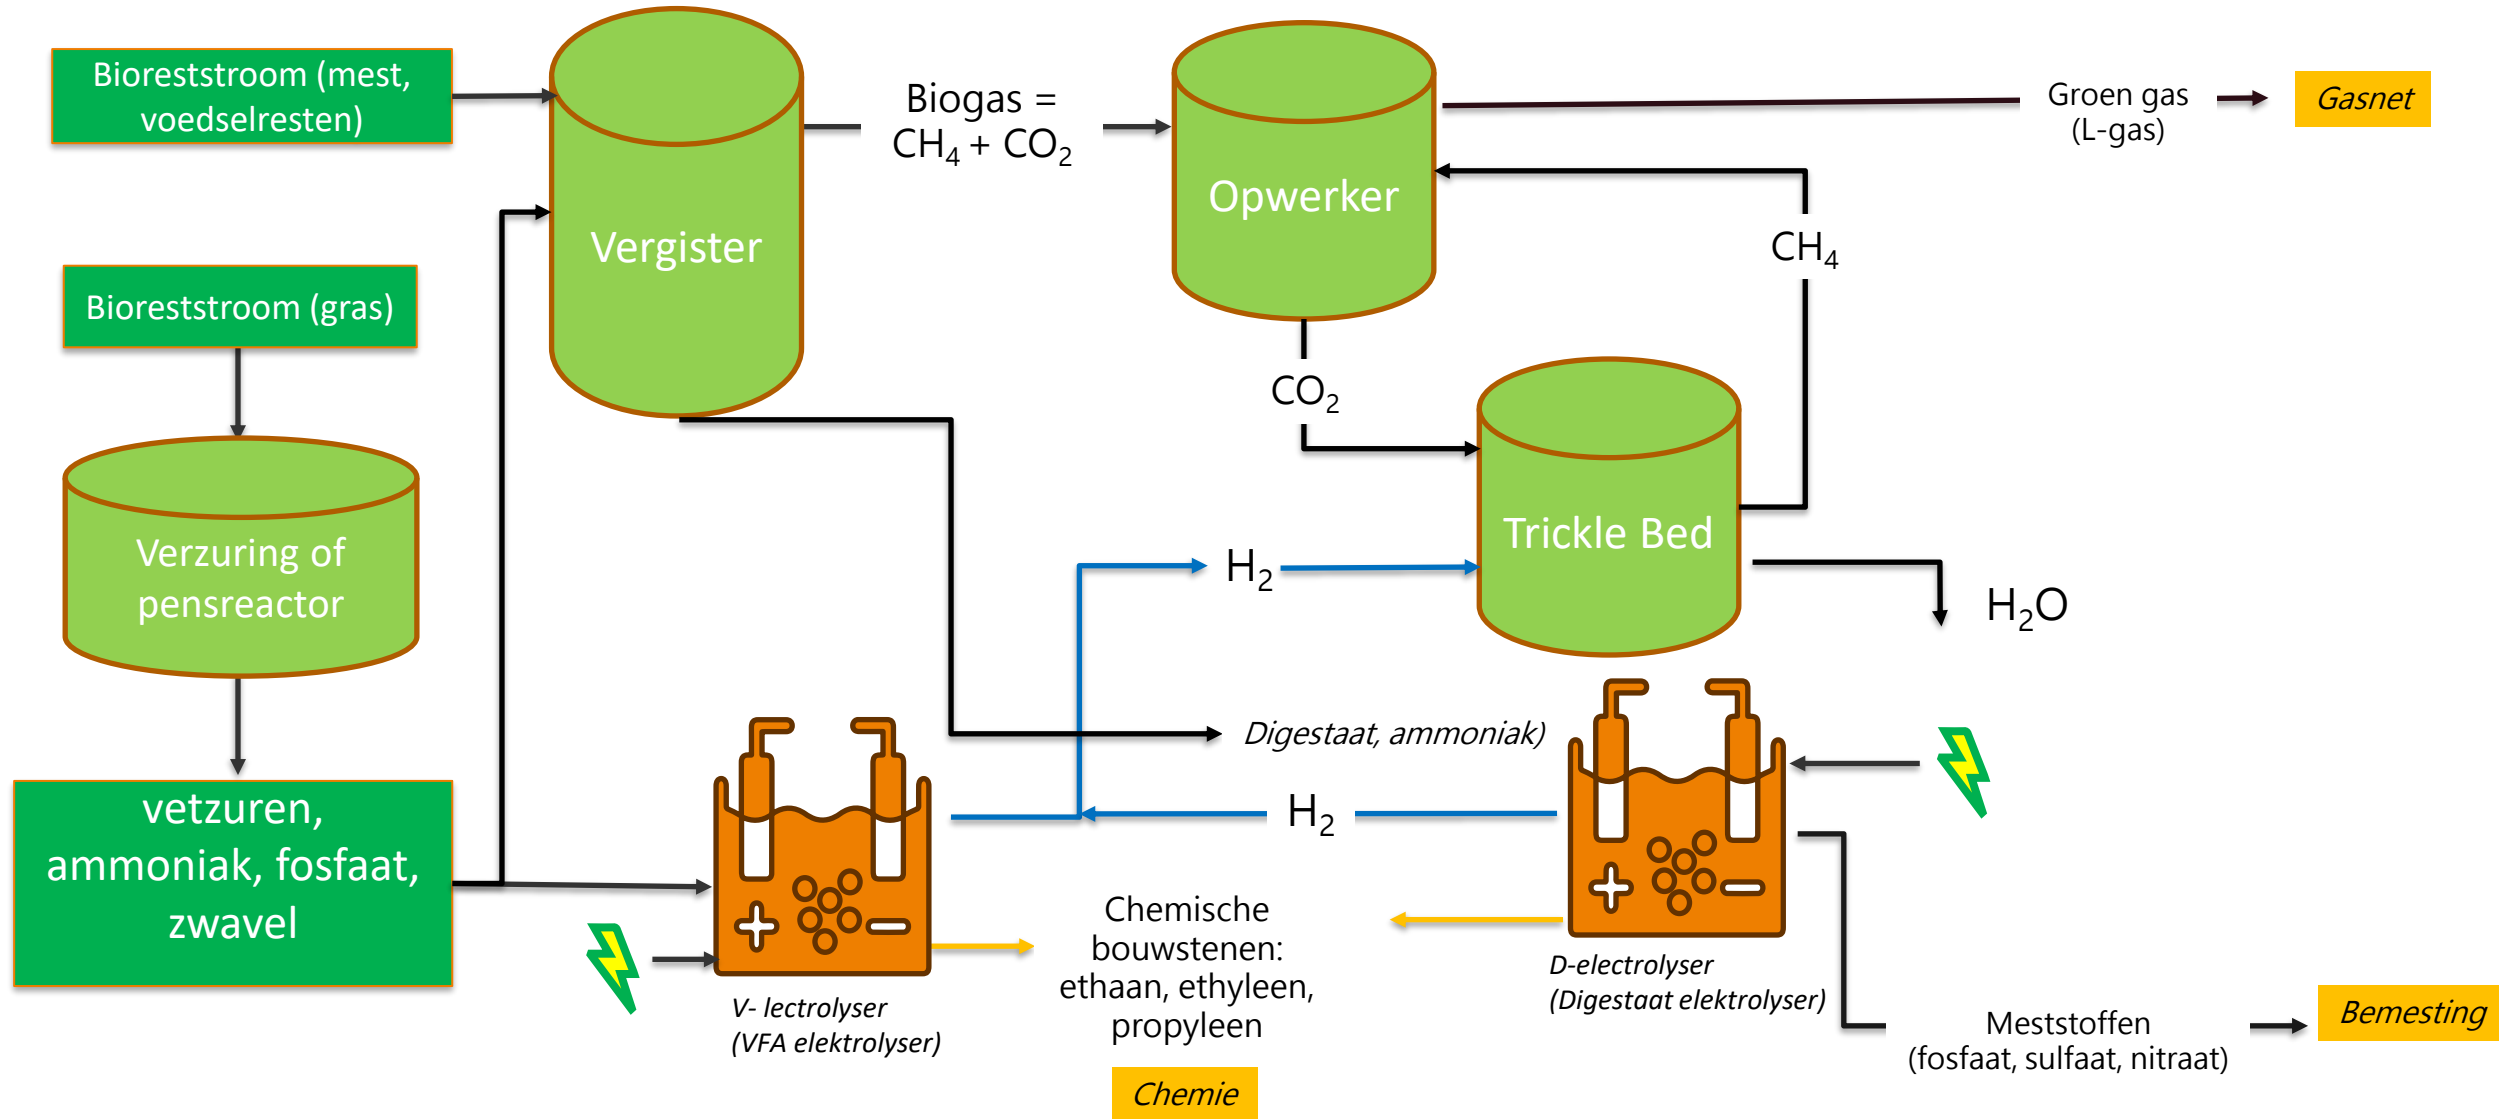 Bioreststroom (mest,
voedselresten)
Vergister
Biogas =
CH₄ + CO₂
Opwerker
Groen gas
(L-gas)
Gasnet
Bioreststroom (gras)
CH₄
CO₂
Verzuring of
pensreactor
Trickle Bed
H₂
H₂O
Digestaat, ammoniak)
vetzuren,
ammoniak, fosfaat,
zwavel
H₂
Chemische
bouwstenen:
ethaan, ethyleen,
propyleen
V- lectrolyser
(VFA elektrolyser)
D-electrolyser
(Digestaat elektrolyser)
Meststoffen
(fosfaat, sulfaat, nitraat)
Bemesting
Chemie